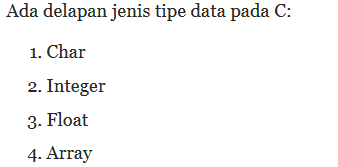 Ada delapan jenis tipe data pada C:
1. Char
2. Integer
3. Float
4. Array